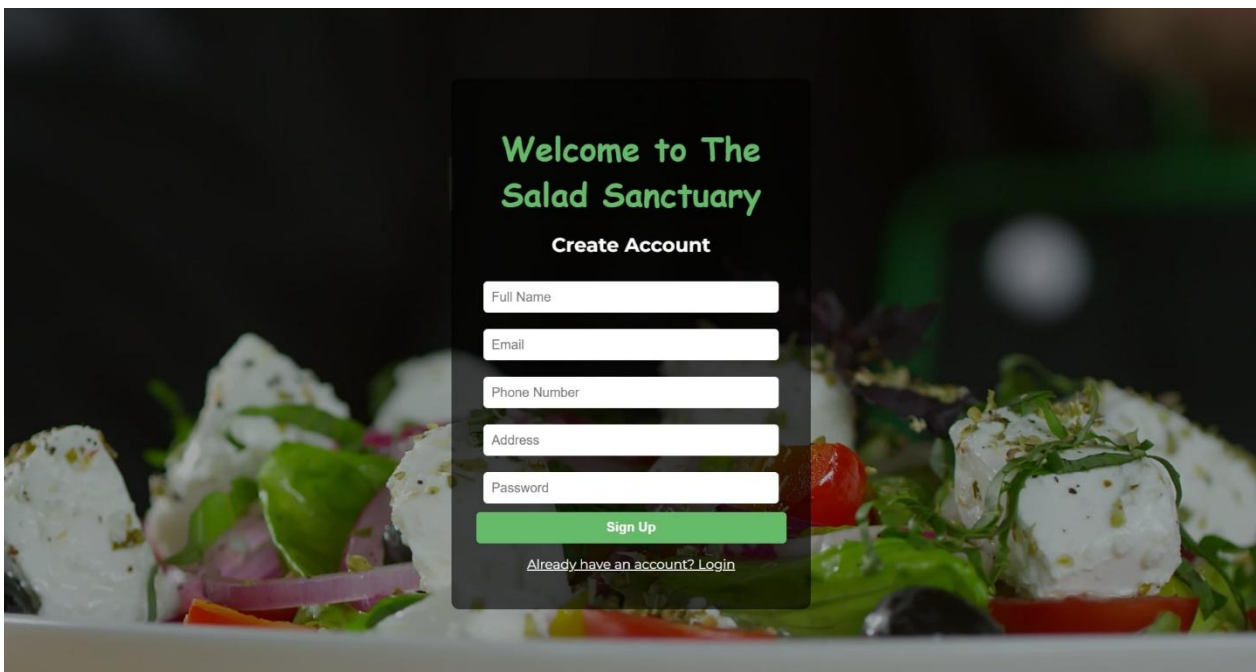 Welcome to The
Salad Sanctuary
Create Account
Full Name
Email
Phone Number
Address
Password
Sign Up
Already have an account? Login